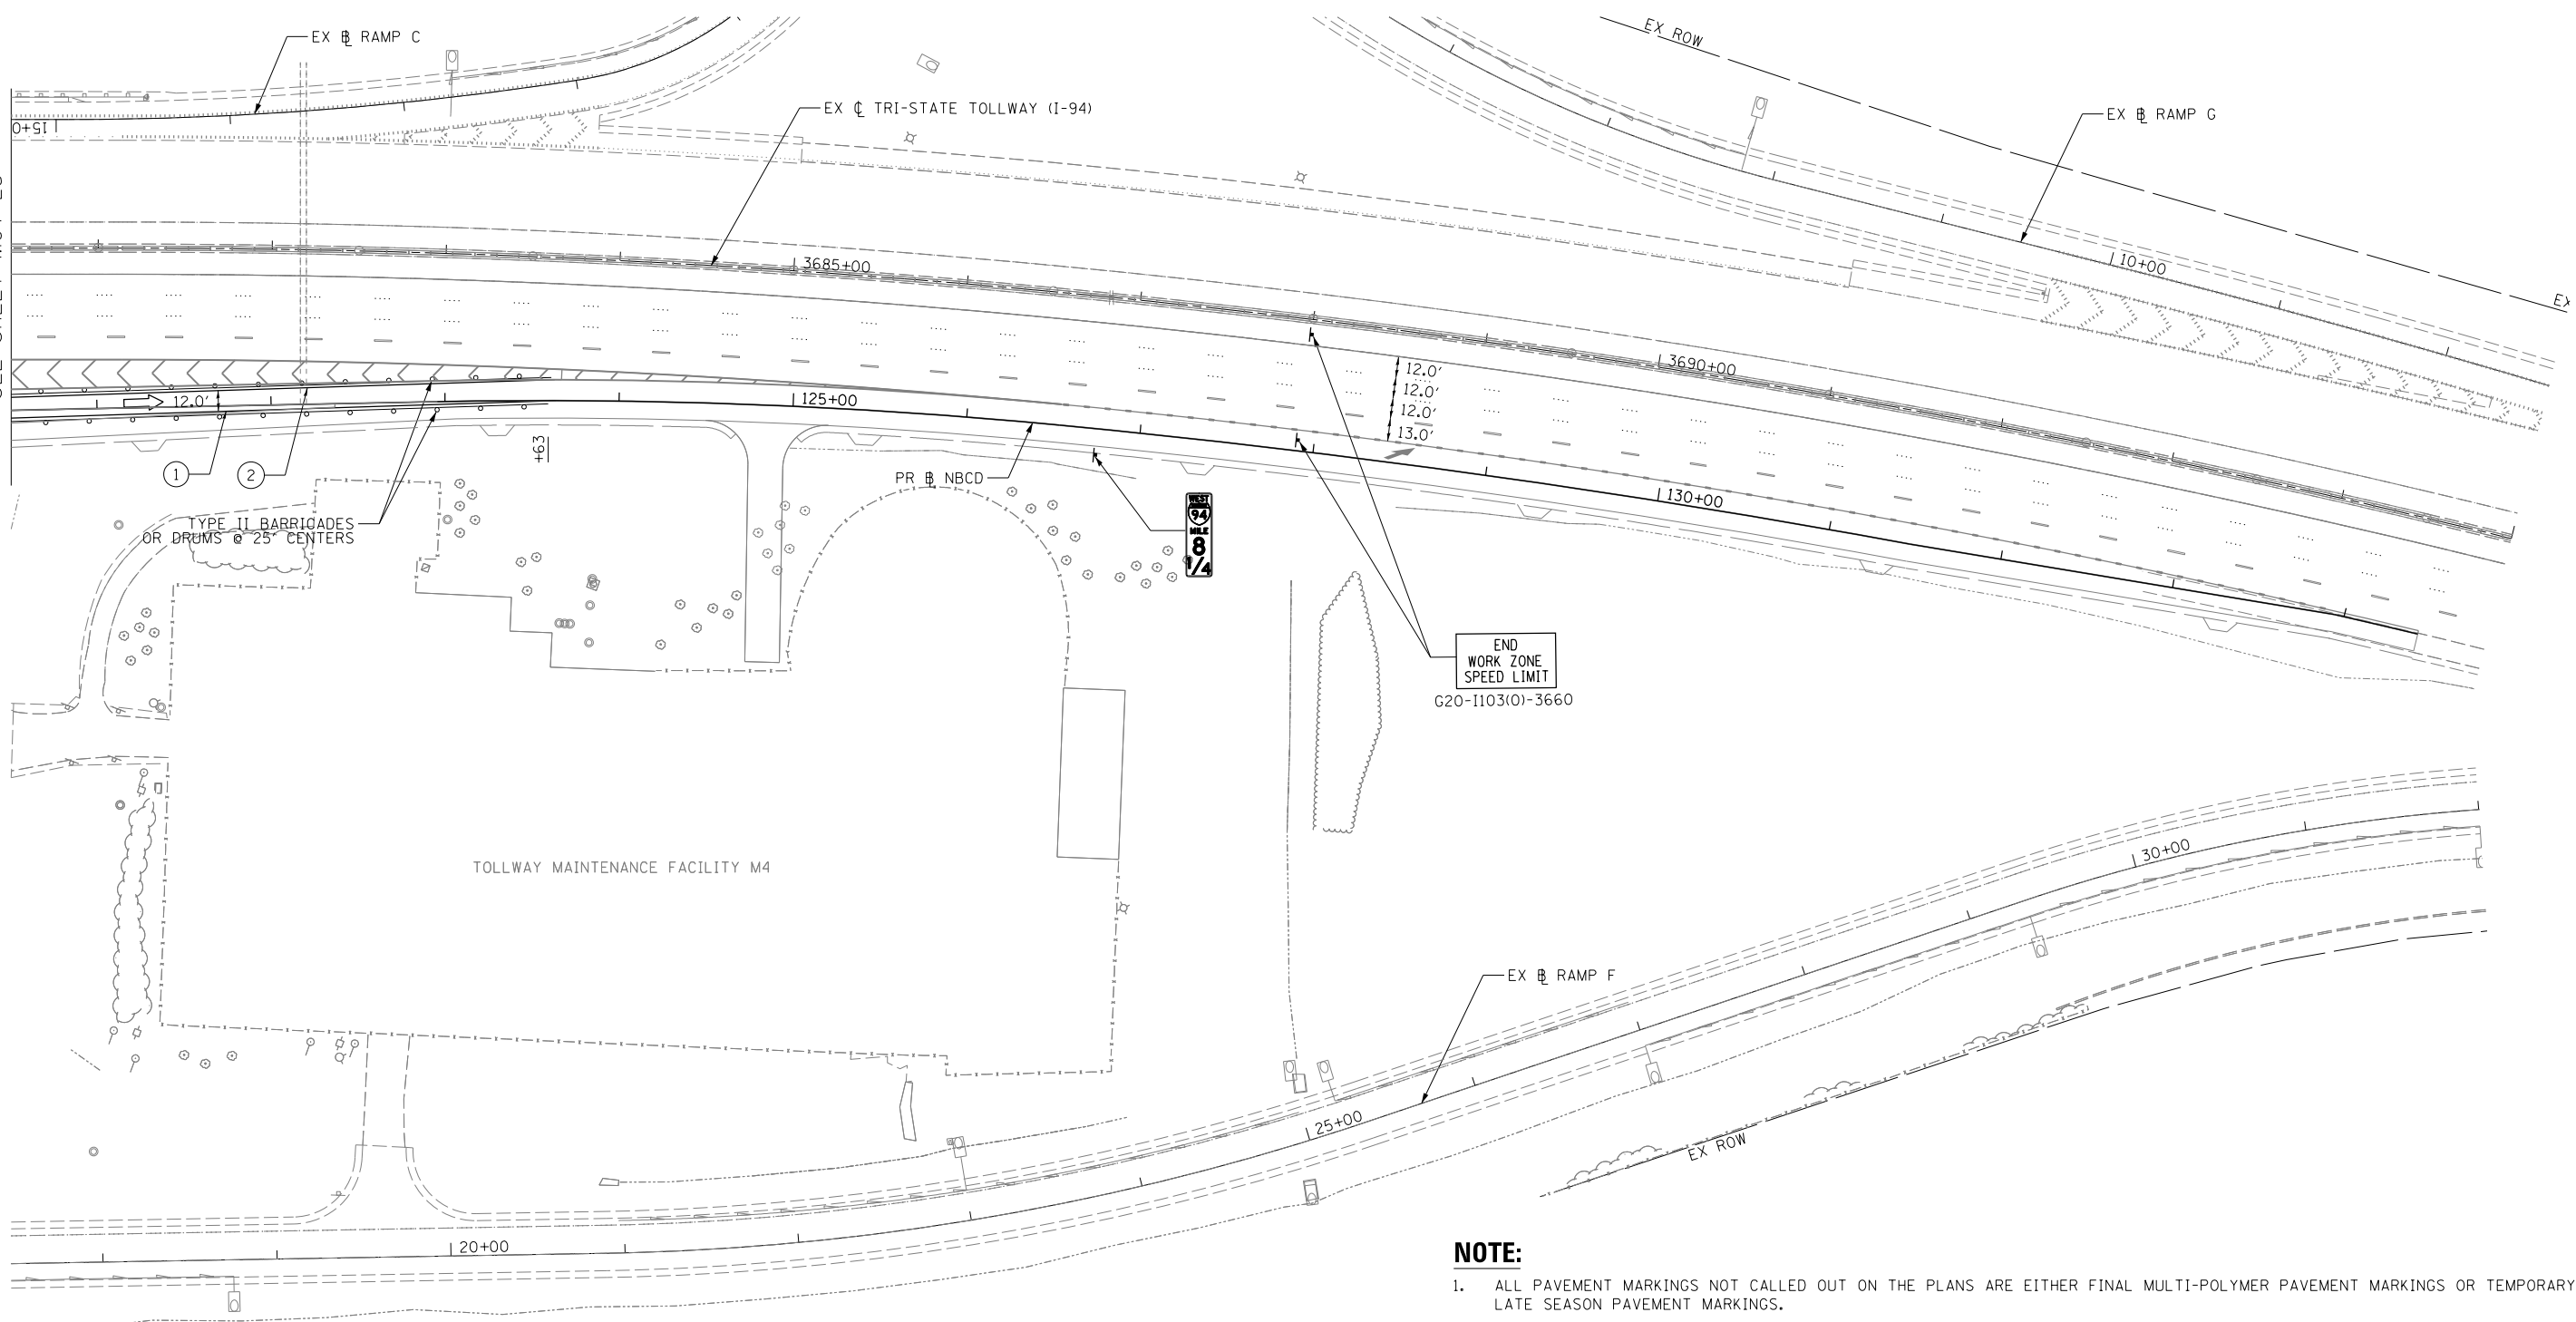 EX ROW
EX ℄ RAMP C
EX ℄ TRI-STATE TOLLWAY (I-94)
EX ℄ RAMP G
15+0
3685+00
10+00
EX
3690+00
12.0'
12.0'
12.0'
13.0'
12.0'
125+00
+63
1
2
PR ℄ NBCD
130+00
WEST
94
MILE
8
1/4
TYPE II BARRICADES
OR DRUMS @ 25' CENTERS
END
WORK ZONE
SPEED LIMIT
G20-I103(O)-3660
TOLLWAY MAINTENANCE FACILITY M4
30+00
EX ℄ RAMP F
25+00
EX ROW
20+00
NOTE:
1. ALL PAVEMENT MARKINGS NOT CALLED OUT ON THE PLANS ARE EITHER FINAL MULTI-POLYMER PAVEMENT MARKINGS OR TEMPORARY
LATE SEASON PAVEMENT MARKINGS.